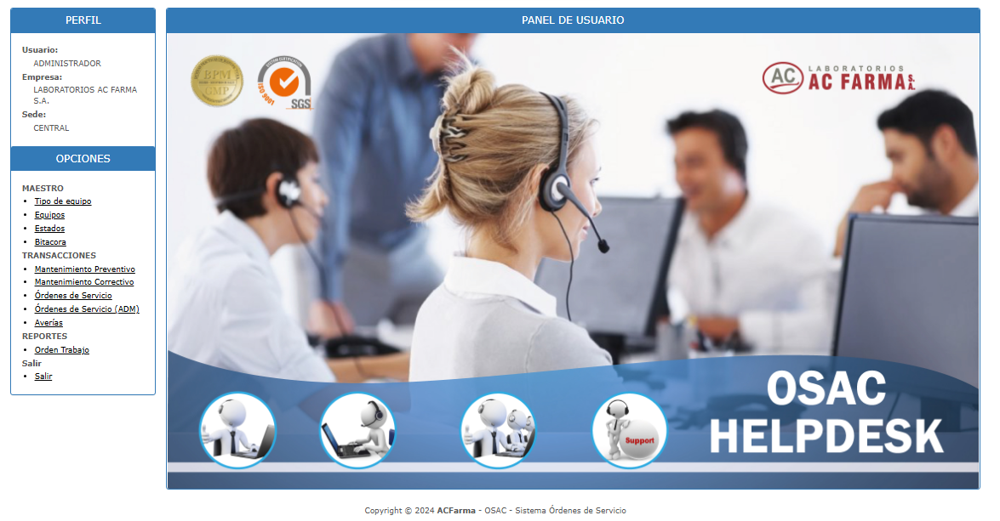 PERFIL
Usuario:
ADMINISTRADOR
Empresa:
LABORATORIOS AC FARMA
S.A.
Sede:
CENTRAL
OPCIONES
MAESTRO
Tipo de equipo
Equipos
Estados
Bitacora
TRANSACCIONES
Mantenimiento Preventivo
Mantenimiento Correctivo
Órdenes de Servicio
Órdenes de Servicio (ADM)
Averías
REPORTES
Orden Trabajo
Salir
Salir
PANEL DE USUARIO
BPM
GMP
SYSTEM CERTIFICATION
ISO 9001
SGS
AC
LABORATORIOS
AC FARMA S.A.
Support
OSAC
HELPDESK
Copyright © 2024 ACFarma - OSAC - Sistema Órdenes de Servicio